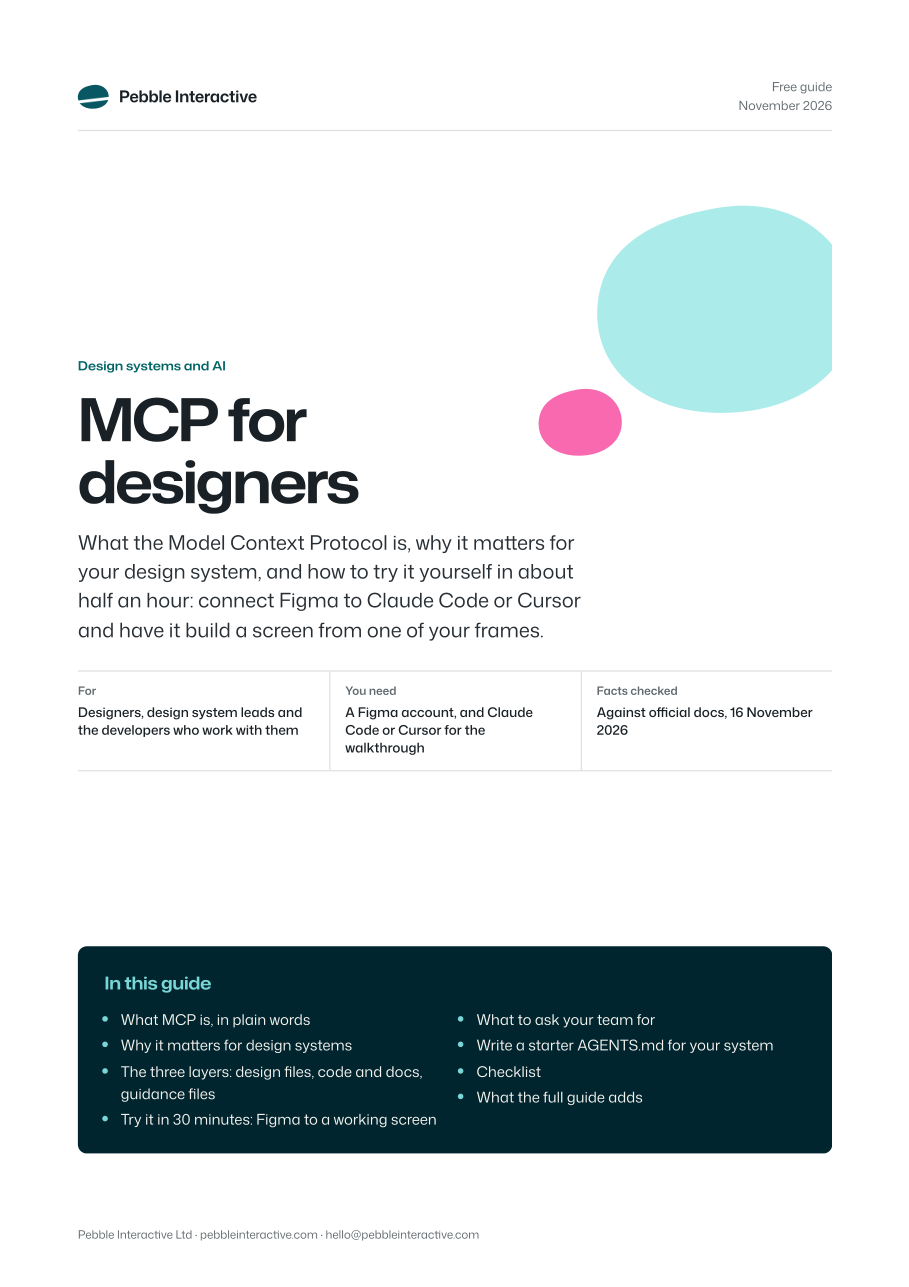 Pebble Interactive
Free guide
November 2026
Design systems and AI
MCP for
designers
What the Model Context Protocol is, why it matters for
your design system, and how to try it yourself in about
half an hour: connect Figma to Claude Code or Cursor
and have it build a screen from one of your frames.
For
Designers, design system leads and
the developers who work with them
You need
A Figma account, and Claude
Code or Cursor for the
walkthrough
Facts checked
Against official docs, 16 November
2026
In this guide
What MCP is, in plain words
Why it matters for design systems
The three layers: design files, code and docs,
guidance files
Try it in 30 minutes: Figma to a working screen
What to ask your team for
Write a starter AGENTS.md for your system
Checklist
What the full guide adds
Pebble Interactive Ltd · pebbleinteractive.com · hello@pebbleinteractive.com